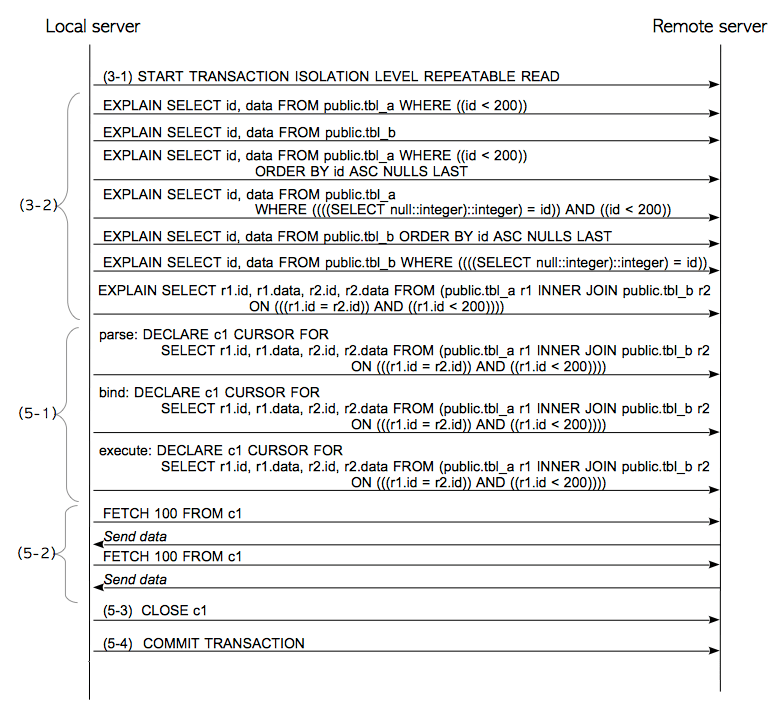 Local server
Remote server
(3-1) START TRANSACTION ISOLATION LEVEL REPEATABLE READ
(3-2)
EXPLAIN SELECT id, data FROM public.tbl_a WHERE ((id < 200))
EXPLAIN SELECT id, data FROM public.tbl_b
EXPLAIN SELECT id, data FROM public.tbl_a WHERE ((id < 200))
ORDER BY id ASC NULLS LAST
EXPLAIN SELECT id, data FROM public.tbl_a
WHERE ((((SELECT null::integer)::integer) = id)) AND ((id < 200))
EXPLAIN SELECT id, data FROM public.tbl_b ORDER BY id ASC NULLS LAST
EXPLAIN SELECT id, data FROM public.tbl_b WHERE ((((SELECT null::integer)::integer) = id))
EXPLAIN SELECT r1.id, r1.data, r2.id, r2.data FROM (public.tbl_a r1 INNER JOIN public.tbl_b r2
ON (((r1.id = r2.id)) AND ((r1.id < 200))))
(5-1)
parse: DECLARE c1 CURSOR FOR
SELECT r1.id, r1.data, r2.id, r2.data FROM (public.tbl_a r1 INNER JOIN public.tbl_b r2
ON (((r1.id = r2.id)) AND ((r1.id < 200))))
bind: DECLARE c1 CURSOR FOR
SELECT r1.id, r1.data, r2.id, r2.data FROM (public.tbl_a r1 INNER JOIN public.tbl_b r2
ON (((r1.id = r2.id)) AND ((r1.id < 200))))
execute: DECLARE c1 CURSOR FOR
SELECT r1.id, r1.data, r2.id, r2.data FROM (public.tbl_a r1 INNER JOIN public.tbl_b r2
ON (((r1.id = r2.id)) AND ((r1.id < 200))))
(5-2)
FETCH 100 FROM c1
Send data
FETCH 100 FROM c1
Send data
(5-3) CLOSE c1
(5-4) COMMIT TRANSACTION